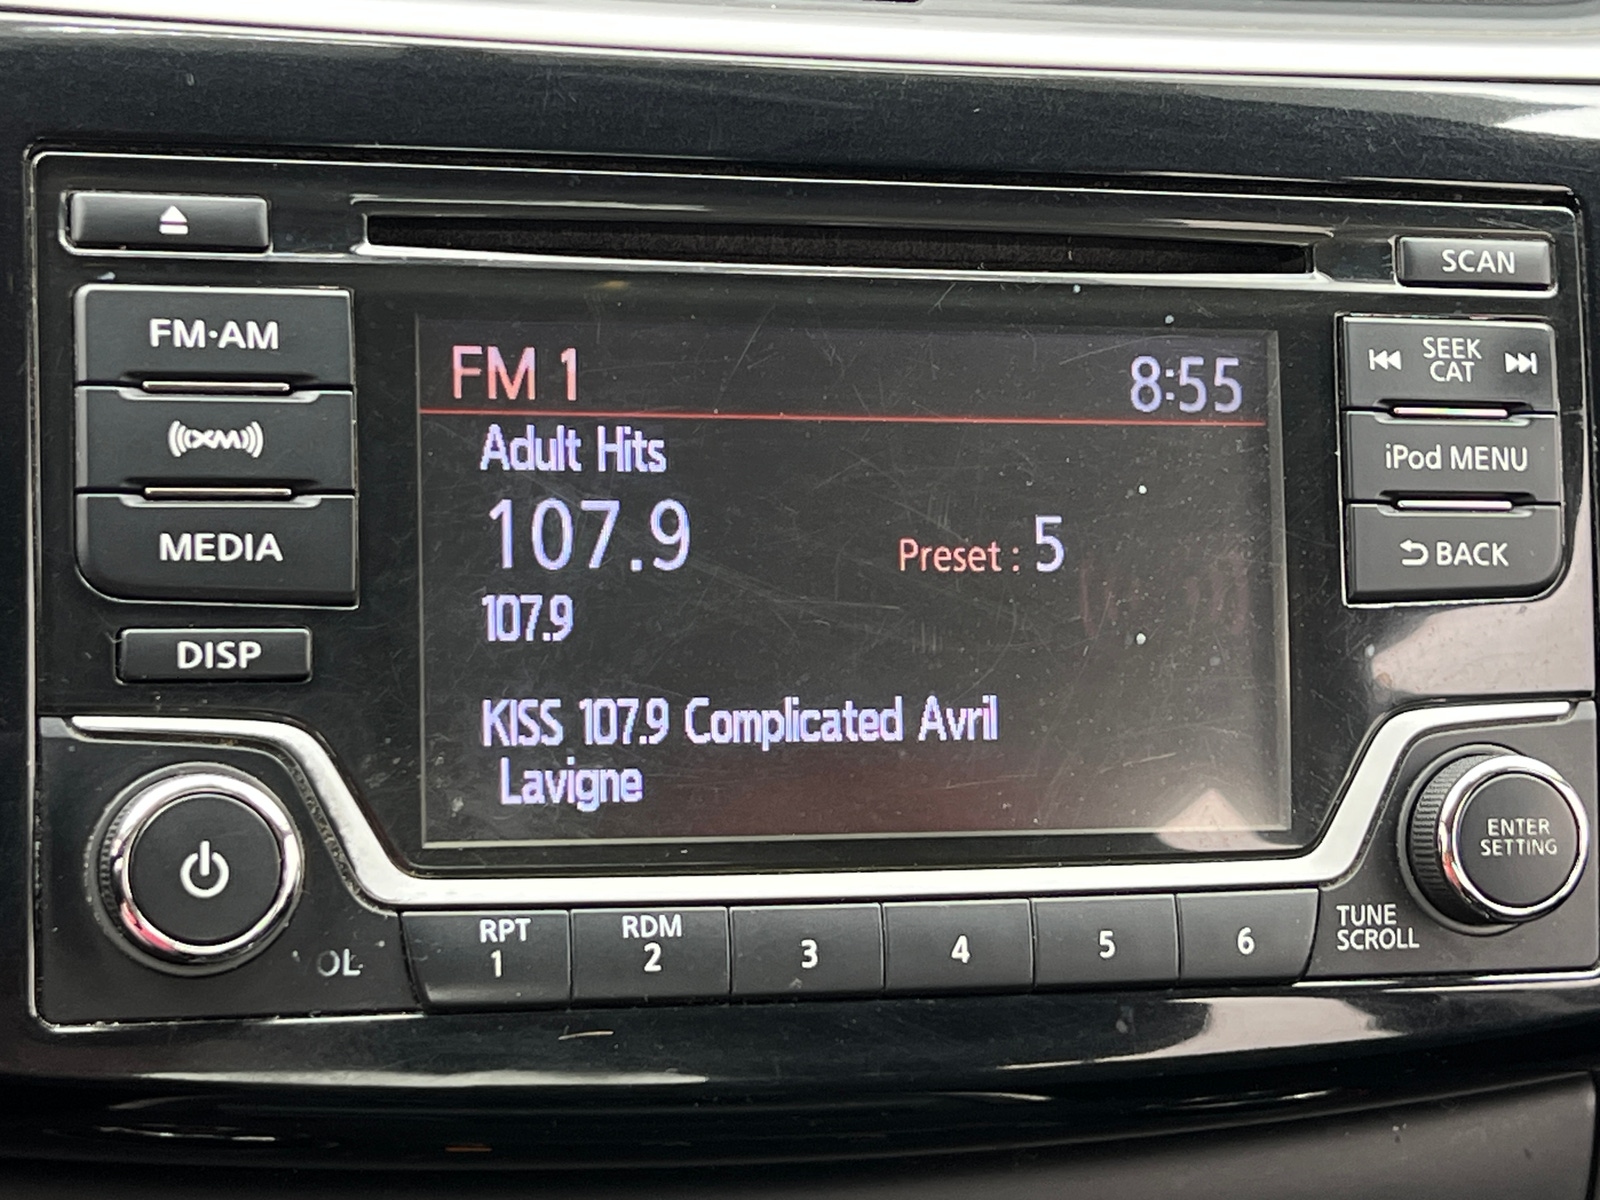 SCAN
FM·AM
XM
MEDIA
DISP
FM 1 8:55
Adult Hits
107.9 Preset : 5
107.9
KISS 107.9 Complicated Avril
Lavigne
SEEK
CAT
iPod MENU
BACK
OL
RPT
1
RDM
2
3
4
5
6
TUNE
SCROLL
ENTER
SETTING